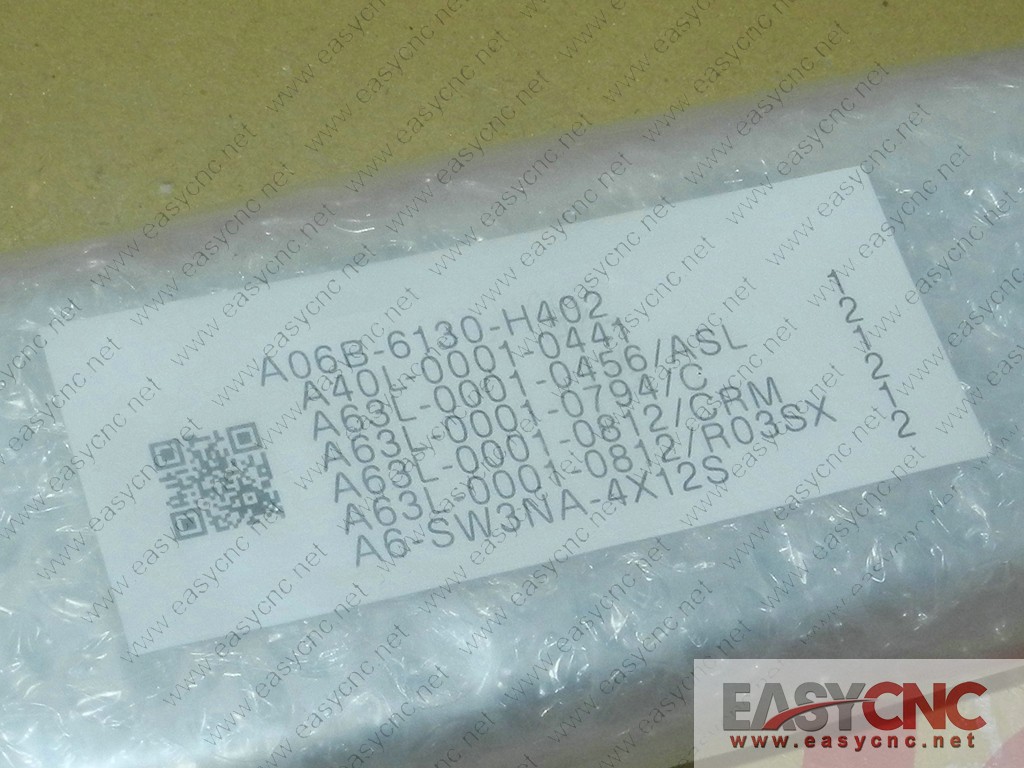 A06B-6130-H402
A40L-0001-0441 1
A63L-0001-0456/ASL 2
A63L-0001-0794/C 1
A63L-0001-0812/CRM 2
A63L-0001-0812/R03SX 1
A6-SW3NA-4X12S 2
EASYCNC
www.easycnc.net